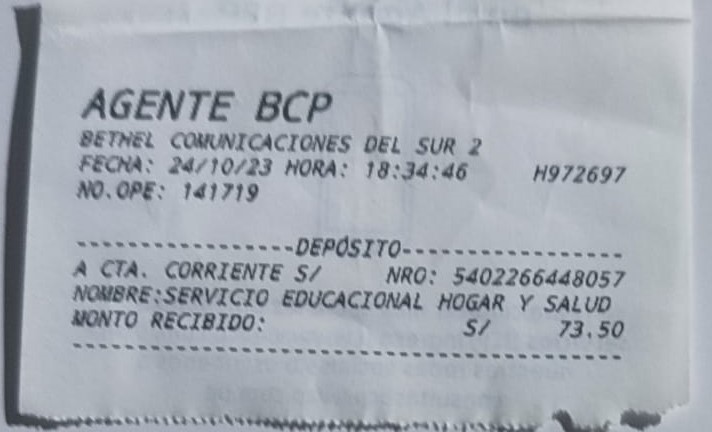 AGENTE BCP
BETHEL COMUNICACIONES DEL SUR 2
FECHA: 24/10/23 HORA: 18:34:46 H972697
NO.OPE: 141719
-----------------DEPÓSITO-----------------
A CTA. CORRIENTE S/ NRO: 5402266448057
NOMBRE:SERVICIO EDUCACIONAL HOGAR Y SALUD
MONTO RECIBIDO: S/ 73.50
------------------------------------------